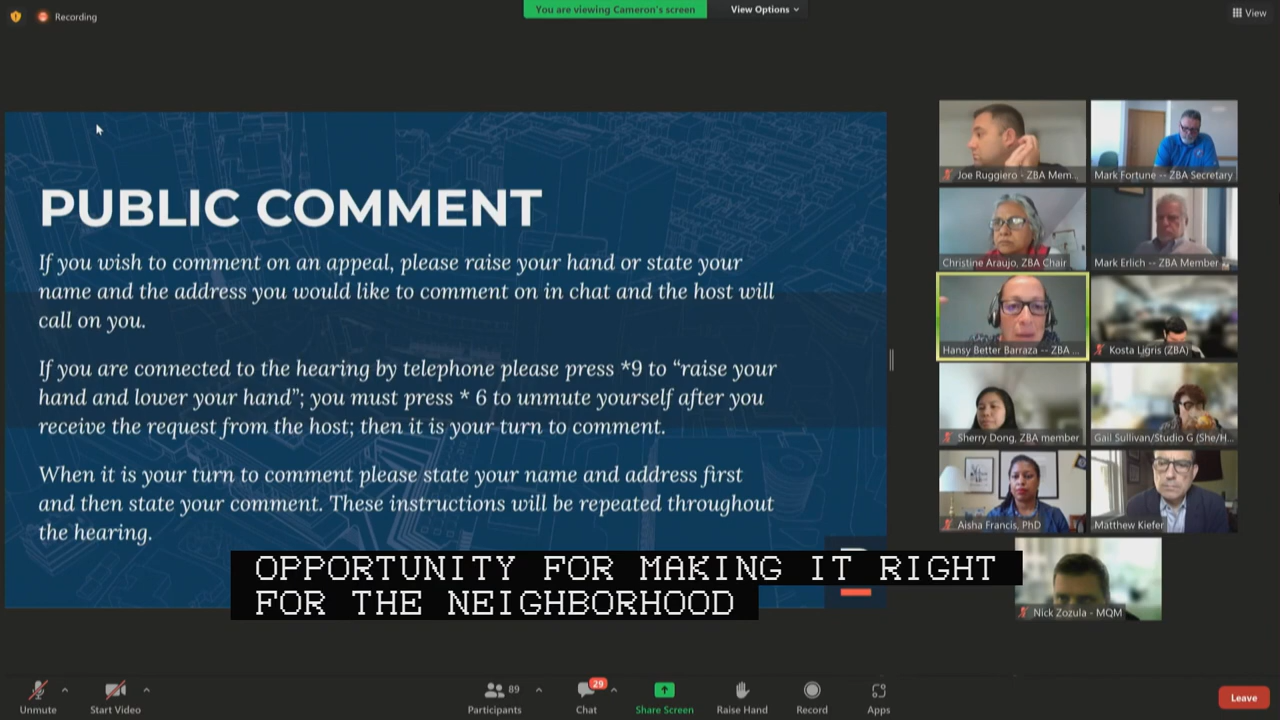 Recording
You are viewing Cameron's screen
View Options
View
PUBLIC COMMENT
If you wish to comment on an appeal, please raise your hand or state your
name and the address you would like to comment on in chat and the host will
call on you.
If you are connected to the hearing by telephone please press *9 to “raise your
hand and lower your hand”; you must press * 6 to unmute yourself after you
receive the request from the host; then it is your turn to comment.
When it is your turn to comment please state your name and address first
and then state your comment. These instructions will be repeated throughout
the hearing.
OPPORTUNITY FOR MAKING IT RIGHT
FOR THE NEIGHBORHOOD
Joe Ruggiero - ZBA Mem...
Mark Fortune -- ZBA Secretary
Christine Araujo, ZBA Chair
Mark Erlich -- ZBA Member
Hansy Better Barraza -- ZBA ...
Kosta Ligris (ZBA)
Sherry Dong, ZBA member
Gail Sullivan/Studio G (She/H...
Aisha Francis, PhD
Matthew Kiefer
Nick Zozula - MQM
Unmute
Start Video
89
Participants
29
Chat
Share Screen
Raise Hand
Record
Apps
Leave